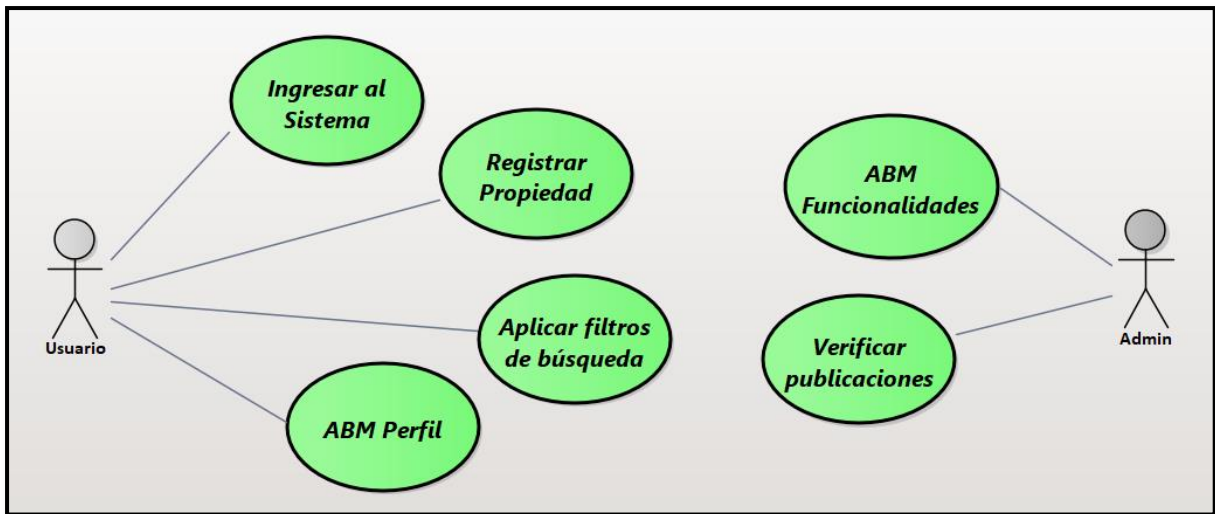 Ingresar al
Sistema
Registrar
Propiedad
Aplicar filtros
de búsqueda
ABM Perfil
Usuario
ABM
Funcionalidades
Verificar
publicaciones
Admin